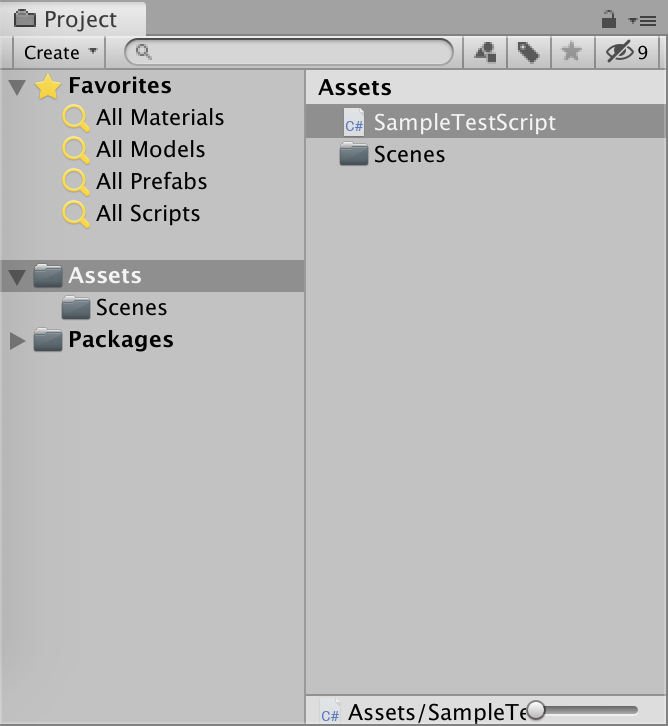 Project
Create
9
Favorites
All Materials
All Models
All Prefabs
All Scripts
Assets
Scenes
Packages
Assets
C# SampleTestScript
Scenes
C# Assets/SampleTe